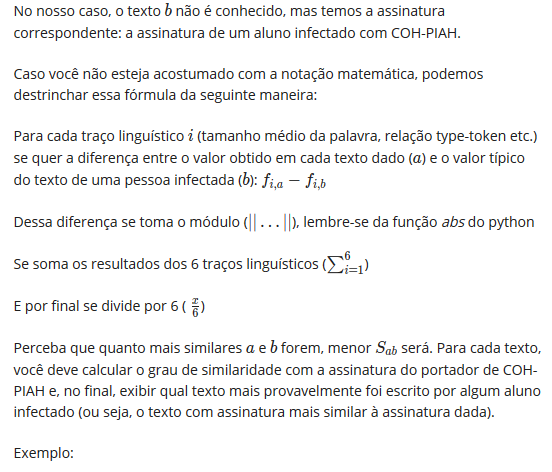 No nosso caso, o texto b não é conhecido, mas temos a assinatura
correspondente: a assinatura de um aluno infectado com COH-PIAH.
Caso você não esteja acostumado com a notação matemática, podemos
destrinchar essa fórmula da seguinte maneira:
Para cada traço linguístico i (tamanho médio da palavra, relação type-token etc.)
se quer a diferença entre o valor obtido em cada texto dado (a) e o valor típico
do texto de uma pessoa infectada (b): f_{i,a} − f_{i,b}
Dessa diferença se toma o módulo (||...||), lembre-se da função abs do python
Se soma os resultados dos 6 traços linguísticos (∑_{i=1}^{6})
E por final se divide por 6 ( x/6 )
Perceba que quanto mais similares a e b forem, menor S_{ab} será. Para cada texto,
você deve calcular o grau de similaridade com a assinatura do portador de COH-
PIAH e, no final, exibir qual texto mais provavelmente foi escrito por algum aluno
infectado (ou seja, o texto com assinatura mais similar à assinatura dada).
Exemplo: